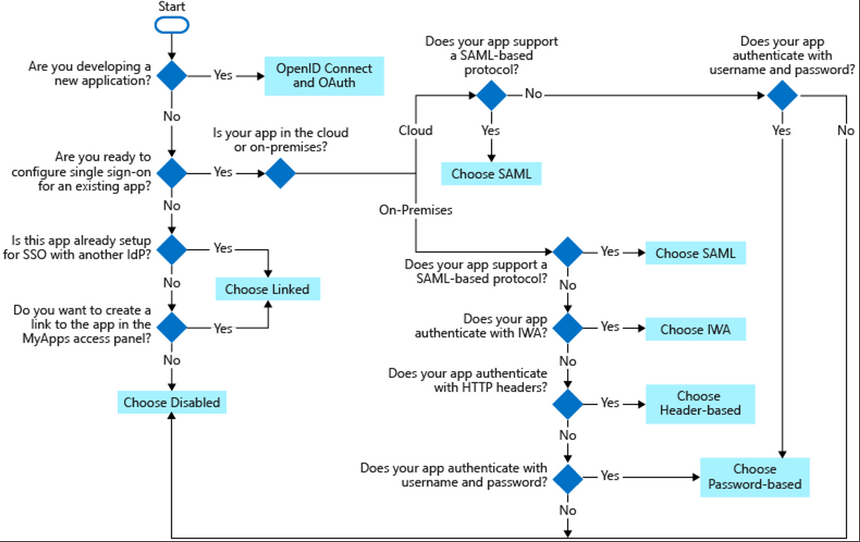 Start
Are you developing a
new application?
Yes
OpenID Connect
and OAuth
No
Are you ready to
configure single sign-on
for an existing app?
Yes
Is your app in the cloud
or on-premises?
Cloud
On-Premises
Does your app support
a SAML-based
protocol?
No
Yes
Choose SAML
Does your app
authenticate with
username and password?
Yes
No
No
Is this app already setup
for SSO with another IdP?
Yes
Choose Linked
No
Do you want to create a
link to the app in the
MyApps access panel?
Yes
No
Choose Disabled
Does your app support a
SAML-based protocol?
Yes
Choose SAML
No
Does your app
authenticate with IWA?
Yes
Choose IWA
No
Does your app authenticate
with HTTP headers?
Yes
Choose
Header-based
No
Does your app authenticate with
username and password?
Yes
Choose
Password-based
No